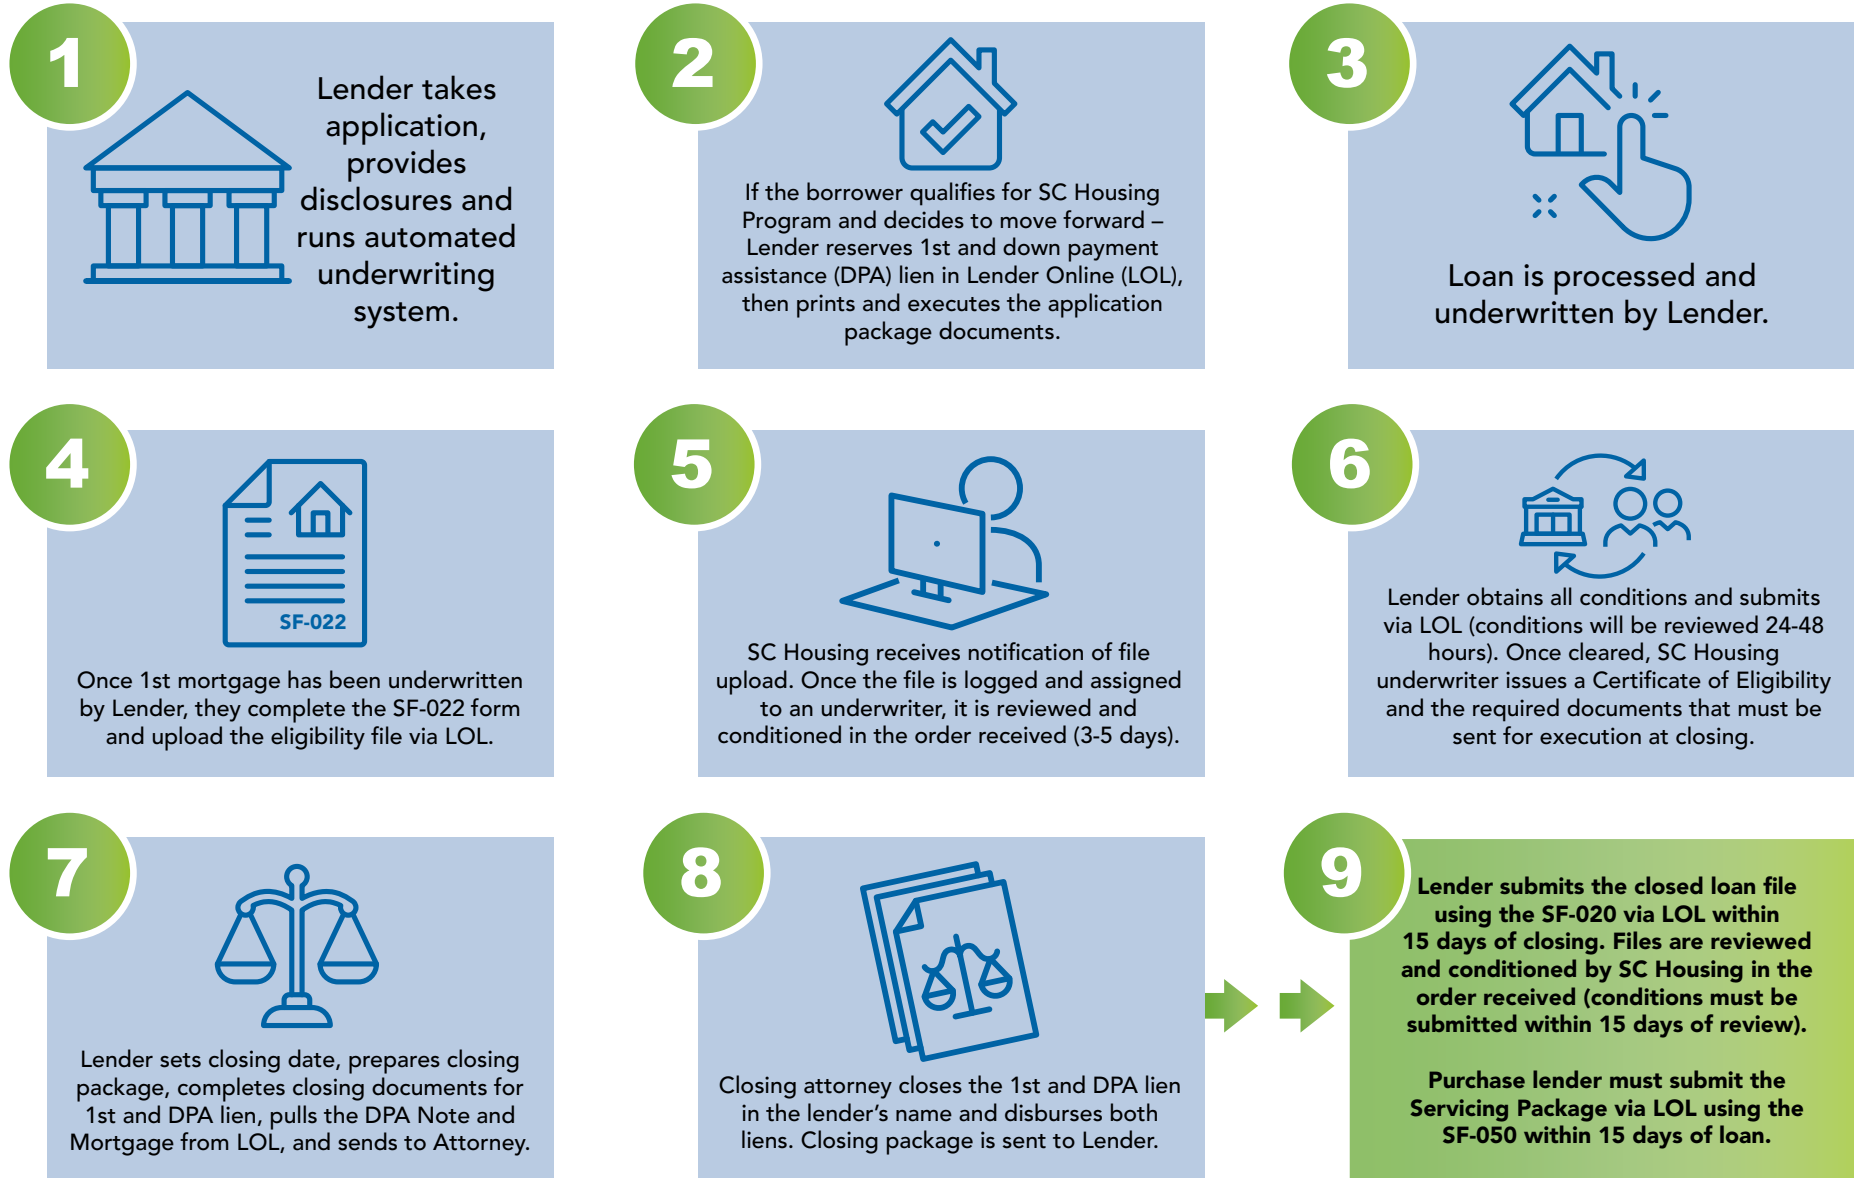 1
Lender takes
application,
provides
disclosures and
runs automated
underwriting
system.
2
If the borrower qualifies for SC Housing
Program and decides to move forward –
Lender reserves 1st and down payment
assistance (DPA) lien in Lender Online (LOL),
then prints and executes the application
package documents.
3
Loan is processed and
underwritten by Lender.
4
SF-022
Once 1st mortgage has been underwritten
by Lender, they complete the SF-022 form
and upload the eligibility file via LOL.
5
SC Housing receives notification of file
upload. Once the file is logged and assigned
to an underwriter, it is reviewed and
conditioned in the order received (3-5 days).
6
Lender obtains all conditions and submits
via LOL (conditions will be reviewed 24-48
hours). Once cleared, SC Housing
underwriter issues a Certificate of Eligibility
and the required documents that must be
sent for execution at closing.
7
Lender sets closing date, prepares closing
package, completes closing documents for
1st and DPA lien, pulls the DPA Note and
Mortgage from LOL, and sends to Attorney.
8
Closing attorney closes the 1st and DPA lien
in the lender’s name and disburses both
liens. Closing package is sent to Lender.
9
Lender submits the closed loan file
using the SF-020 via LOL within
15 days of closing. Files are reviewed
and conditioned by SC Housing in the
order received (conditions must be
submitted within 15 days of review).
Purchase lender must submit the
Servicing Package via LOL using the
SF-050 within 15 days of loan.